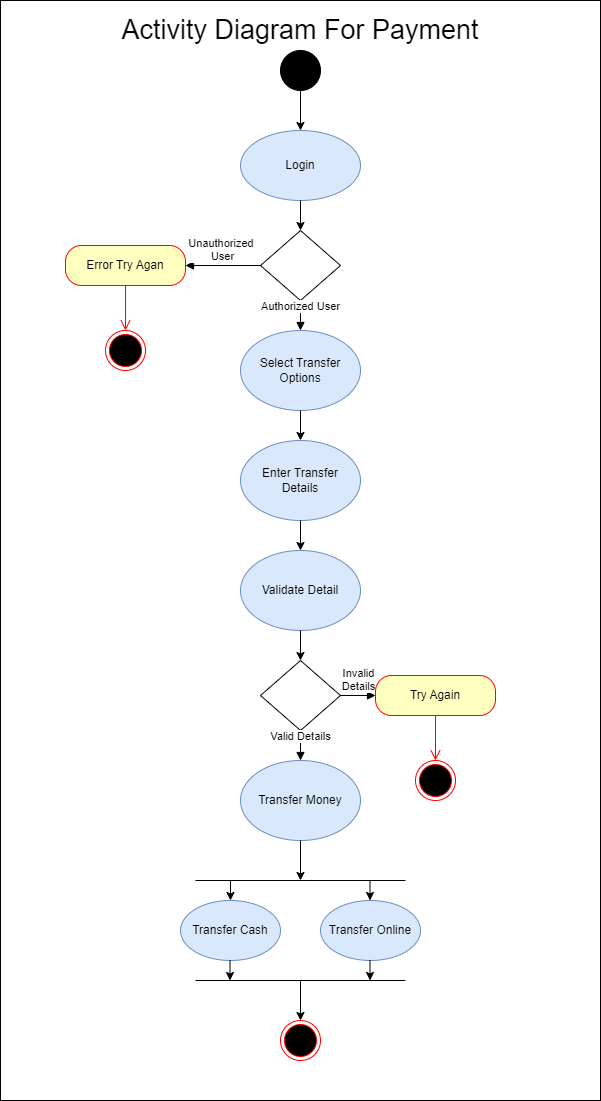 Activity Diagram For Payment
Login
Unauthorized
User
Error Try Agan
Authorized User
Select Transfer
Options
Enter Transfer
Details
Validate Detail
Invalid
Details
Try Again
Valid Details
Transfer Money
Transfer Cash
Transfer Online